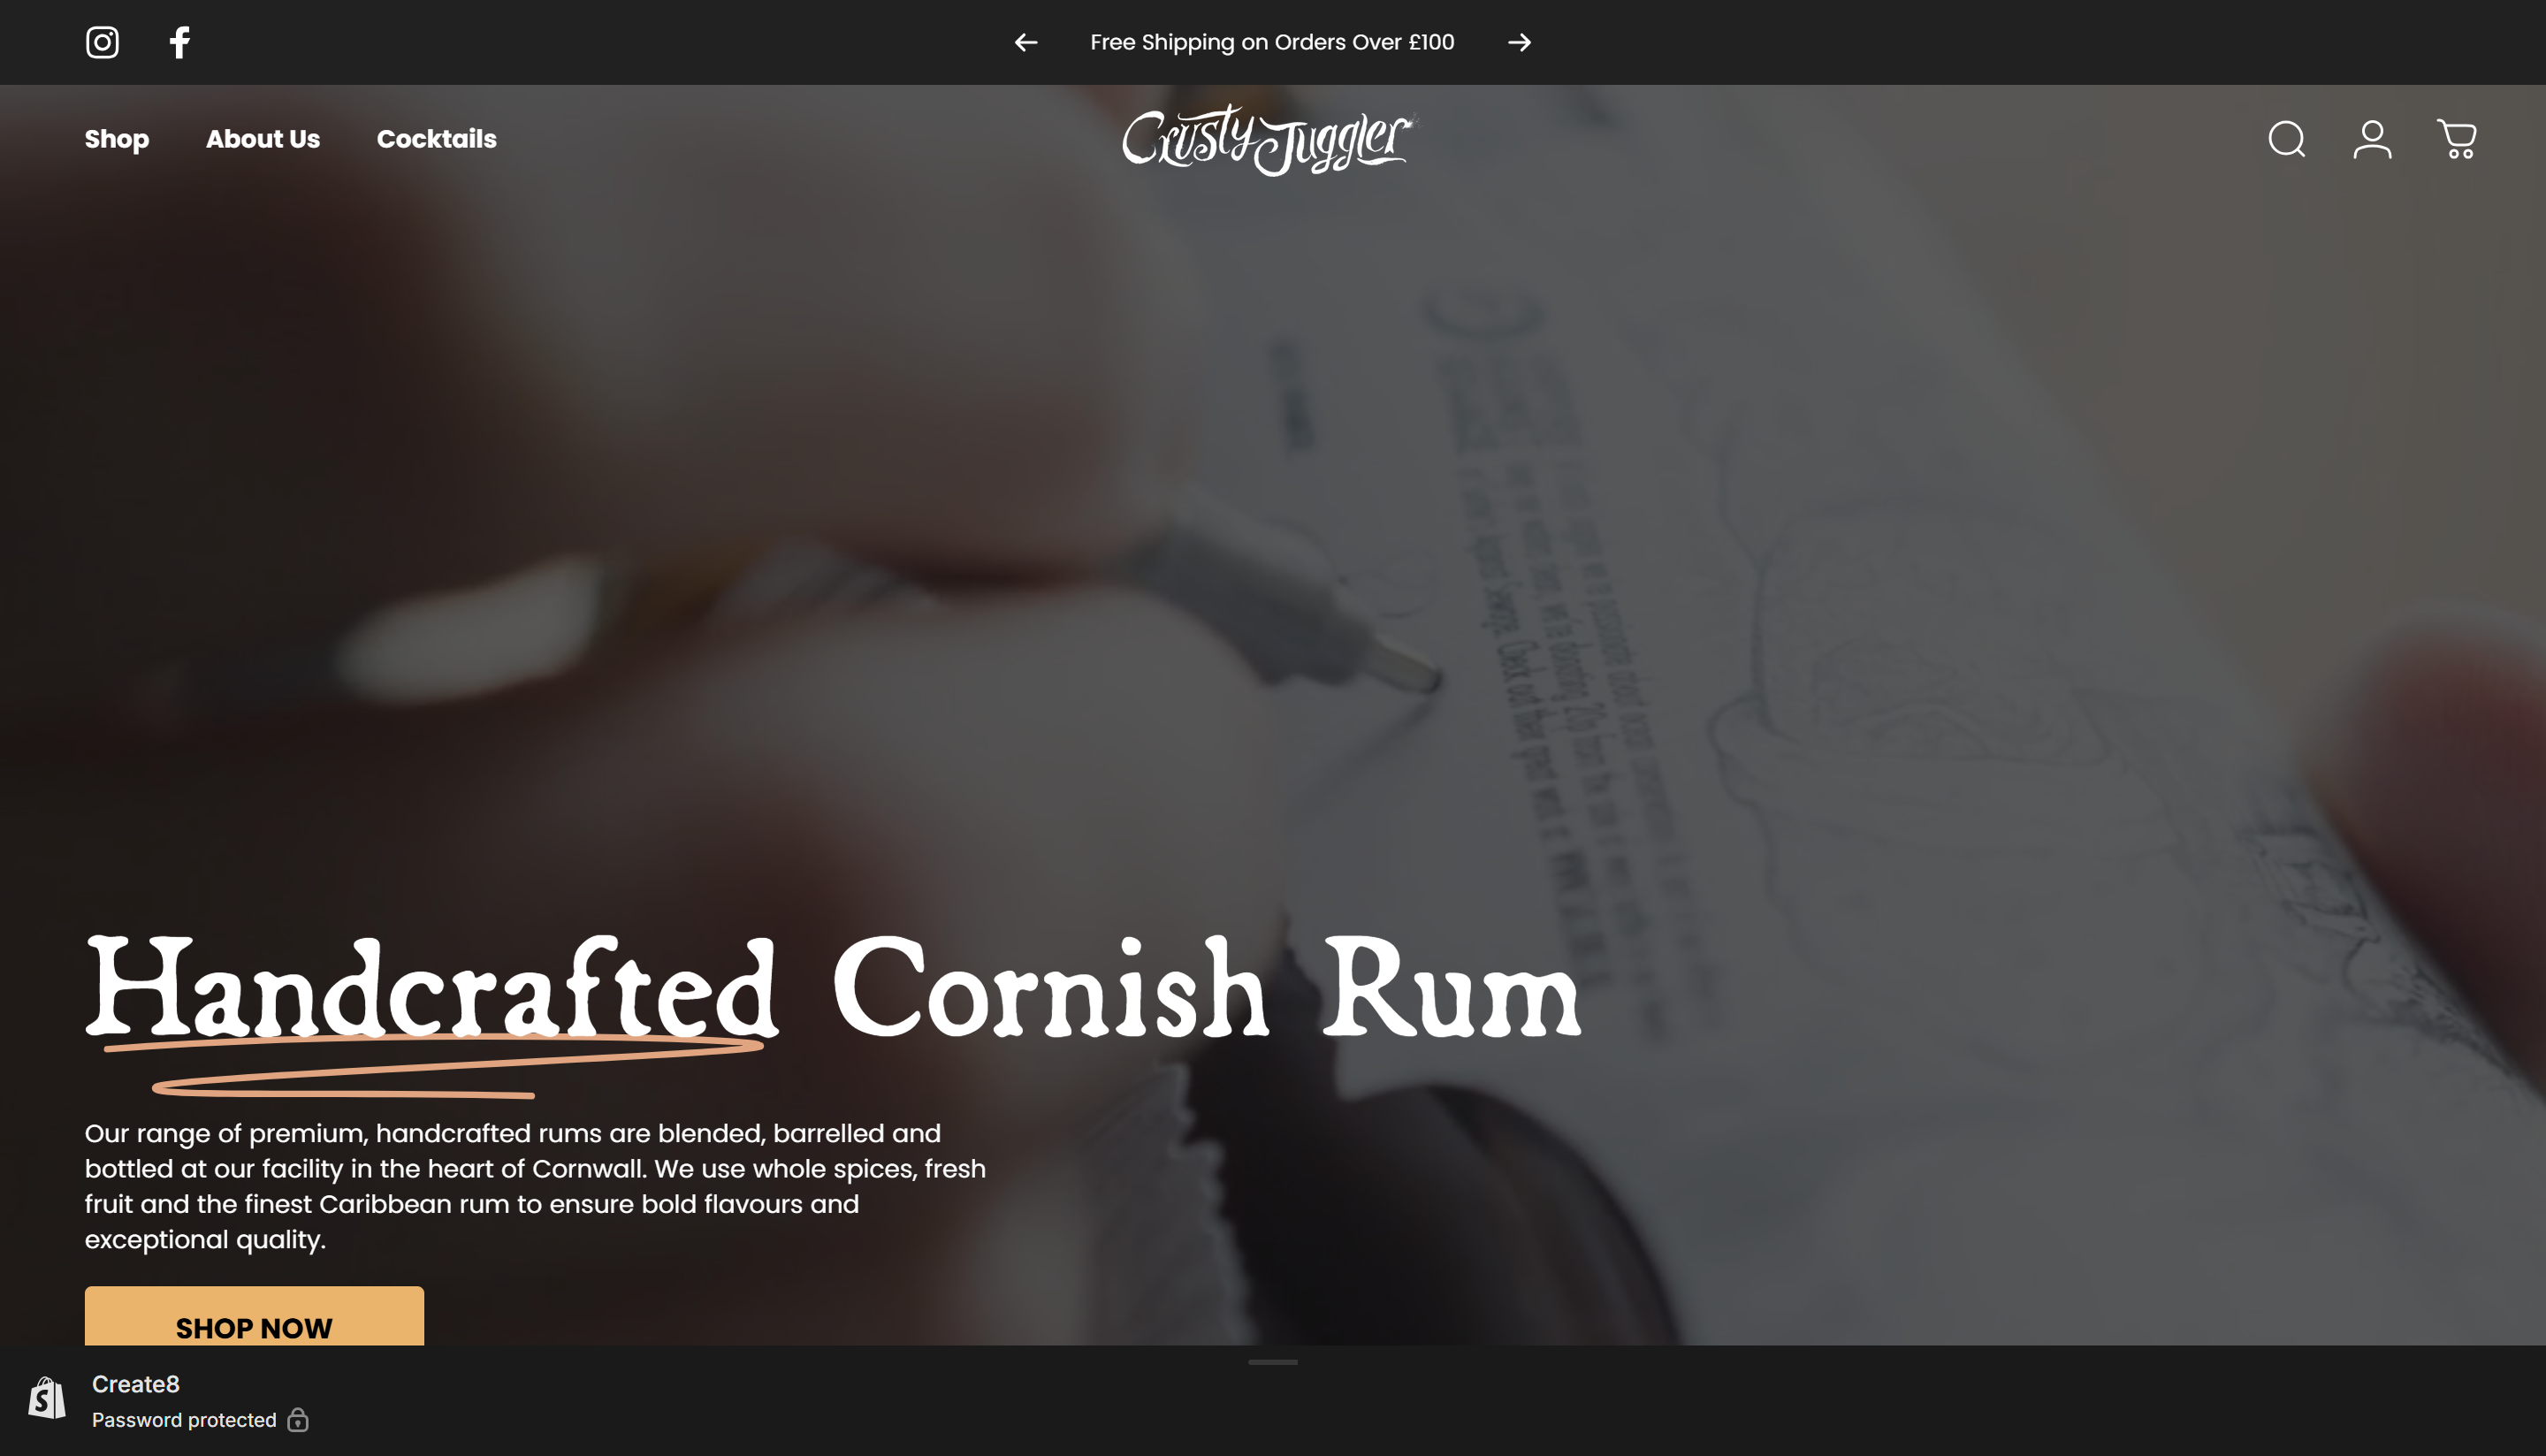 Free Shipping on Orders Over £100
Shop
About Us
Cocktails
Crusty Juggler
Handcrafted Cornish Rum
Our range of premium, handcrafted rums are blended, barrelled and
bottled at our facility in the heart of Cornwall. We use whole spices, fresh
fruit and the finest Caribbean rum to ensure bold flavours and
exceptional quality.
SHOP NOW
Create8
Password protected